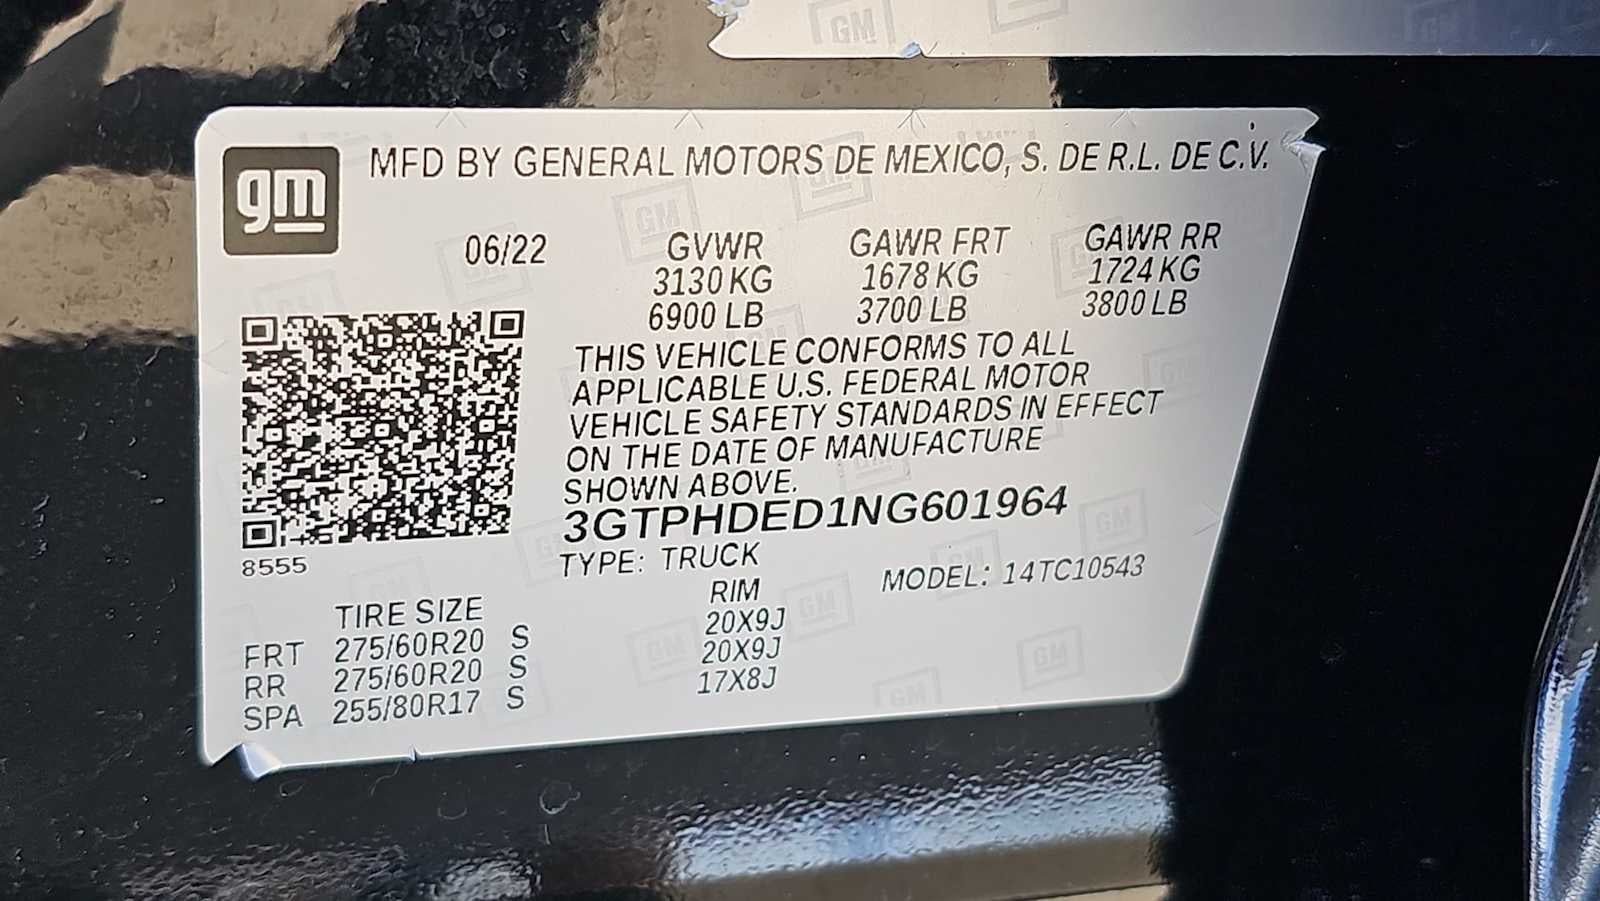 gm
MFD BY GENERAL MOTORS DE MEXICO, S. DE R.L. DE C.V.
06/22 GVWR GAWR FRT GAWR RR
3130 KG 1678 KG 1724 KG
6900 LB 3700 LB 3800 LB
THIS VEHICLE CONFORMS TO ALL
APPLICABLE U.S. FEDERAL MOTOR
VEHICLE SAFETY STANDARDS IN EFFECT
ON THE DATE OF MANUFACTURE
SHOWN ABOVE.
3GTPHDED1NG601964
8555
TYPE: TRUCK MODEL: 14TC10543
TIRE SIZE RIM
FRT 275/60R20 S 20X9J
RR 275/60R20 S 20X9J
SPA 255/80R17 S 17X8J